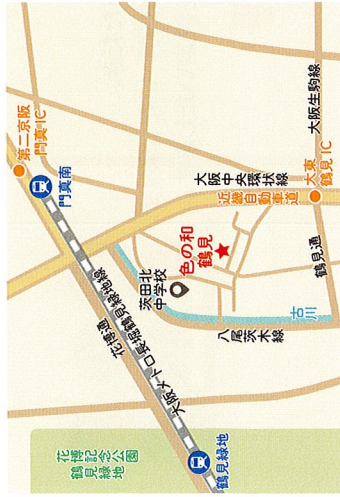 第二京阪
門真IC
門真南
大阪生駒線
大阪中央環状線
近畿自動車道
大東
鶴見IC
花博通
大阪メトロ長堀鶴見緑地線
茨田北
中学校
色の和
鶴見
鶴見通
古川
八尾茨木線
花博記念公園
鶴見緑地
鶴見緑地